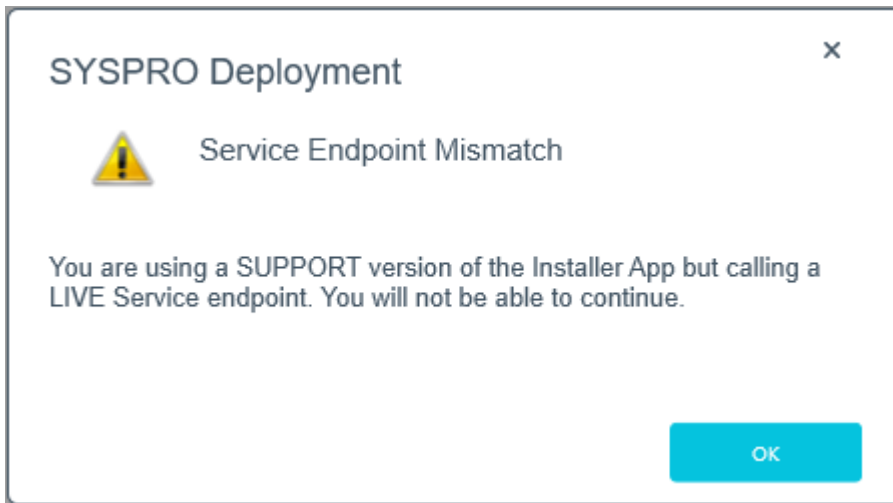 SYSPRO Deployment
Service Endpoint Mismatch
You are using a SUPPORT version of the Installer App but calling a
LIVE Service endpoint. You will not be able to continue.
OK